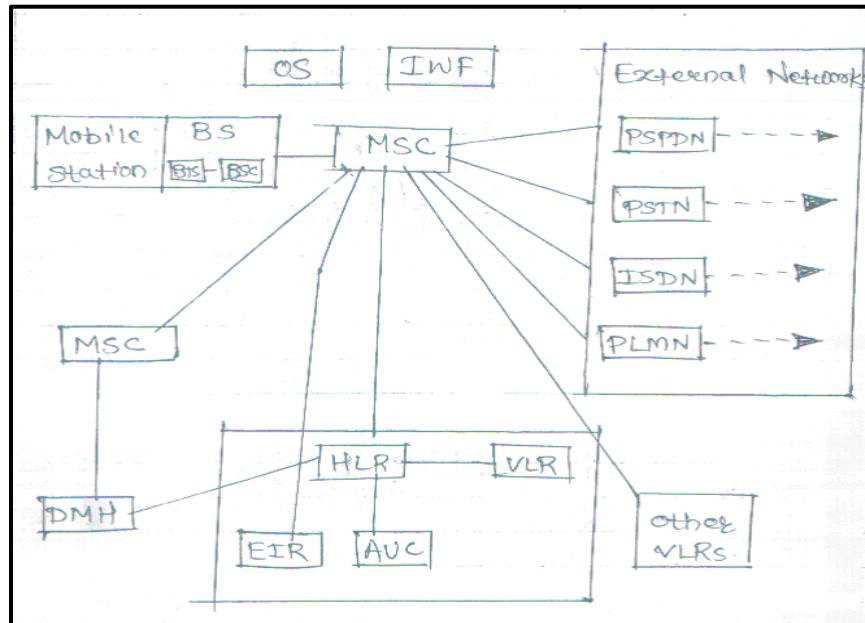 OS
IWF
External Networks
Mobile
Station
BS
BTS
BSC
MSC
PSPDN
PSTN
ISDN
PLMN
MSC
HLR
VLR
DMH
EIR
AUC
Other
VLRs